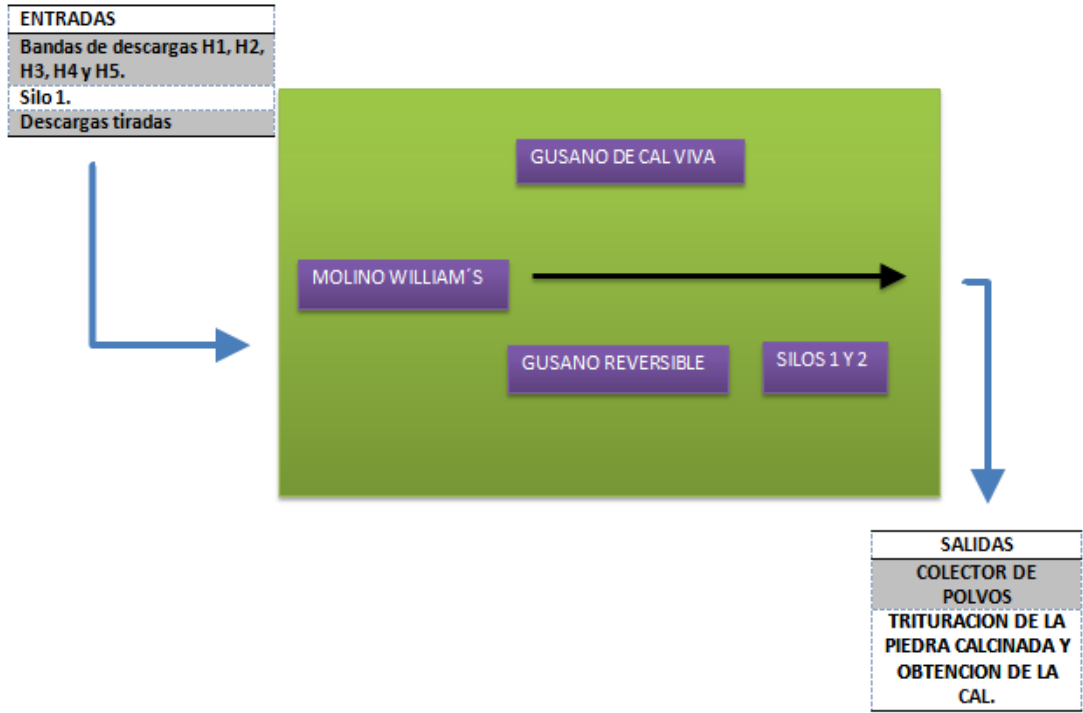 ENTRADAS
Bandas de descargas H1, H2,
H3, H4 y H5.
Silo 1.
Descargas tiradas
GUSANO DE CAL VIVA
MOLINO WILLIAM´S
GUSANO REVERSIBLE
SILOS 1 Y 2
SALIDAS
COLECTOR DE
POLVOS
TRITURACION DE LA
PIEDRA CALCINADA Y
OBTENCION DE LA
CAL.